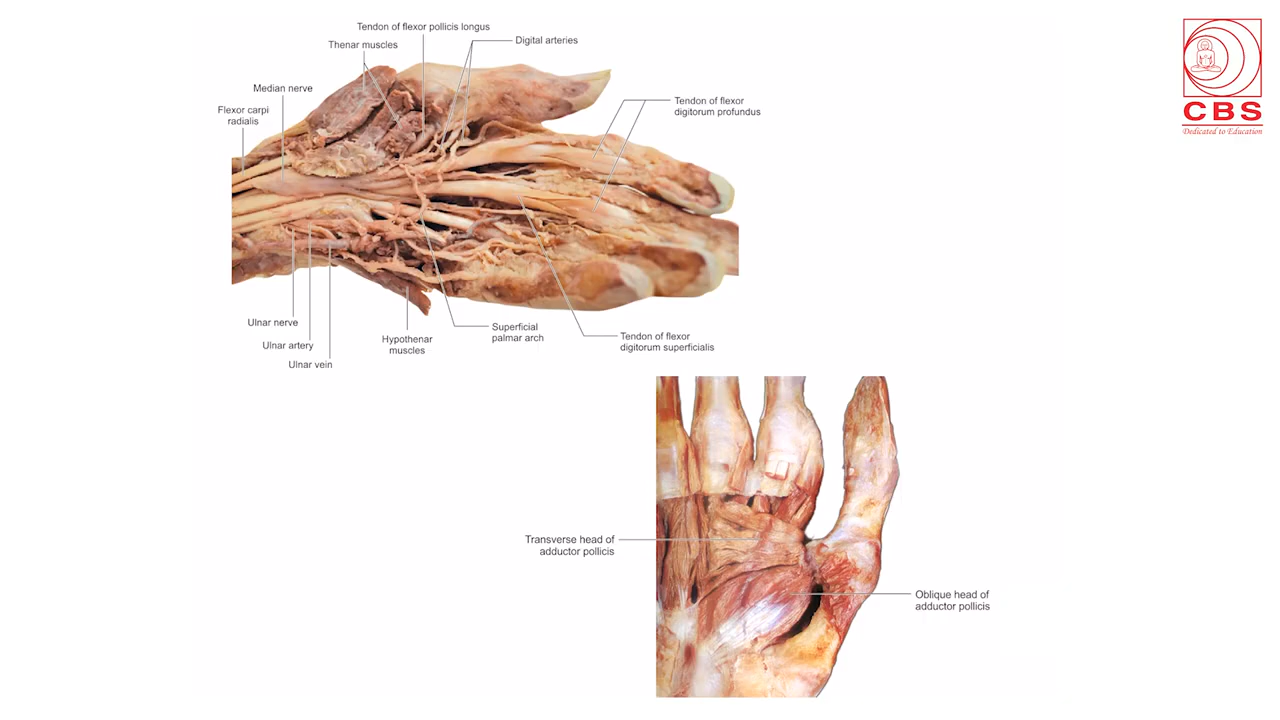 Tendon of flexor pollicis longus
Thenar muscles
Digital arteries
Median nerve
Flexor carpi
radialis
Tendon of flexor
digitorum profundus
CBS
Dedicated to Education
Ulnar nerve
Ulnar artery
Ulnar vein
Hypothenar
muscles
Superficial
palmar arch
Tendon of flexor
digitorum superficialis
Transverse head of
adductor pollicis
Oblique head of
adductor pollicis